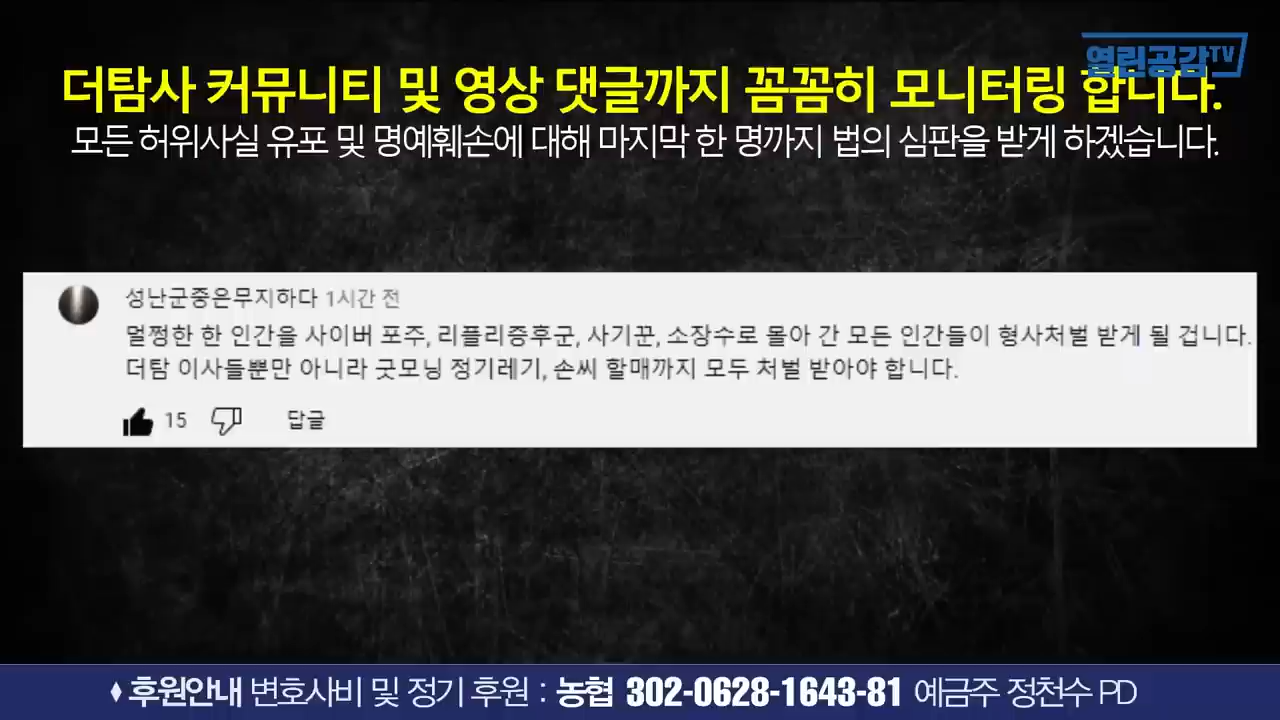 열린공감TV
더탐사 커뮤니티 및 영상 댓글까지 꼼꼼히 모니터링 합니다.
모든 허위사실 유포 및 명예훼손에 대해 마지막 한 명까지 법의 심판을 받게 하겠습니다.
성난군중은무지하다 1시간 전
멀쩡한 한 인간을 사이버 포주, 리플리증후군, 사기꾼, 소장수로 몰아 간 모든 인간들이 형사처벌 받게 될 겁니다.
더탐 이사들뿐만 아니라 굿모닝 정기레기, 손씨 할매까지 모두 처벌 받아야 합니다.
15 답글
♦ 후원안내 변호사비 및 정기 후원 : 농협 302-0628-1643-81 예금주 정천수 PD